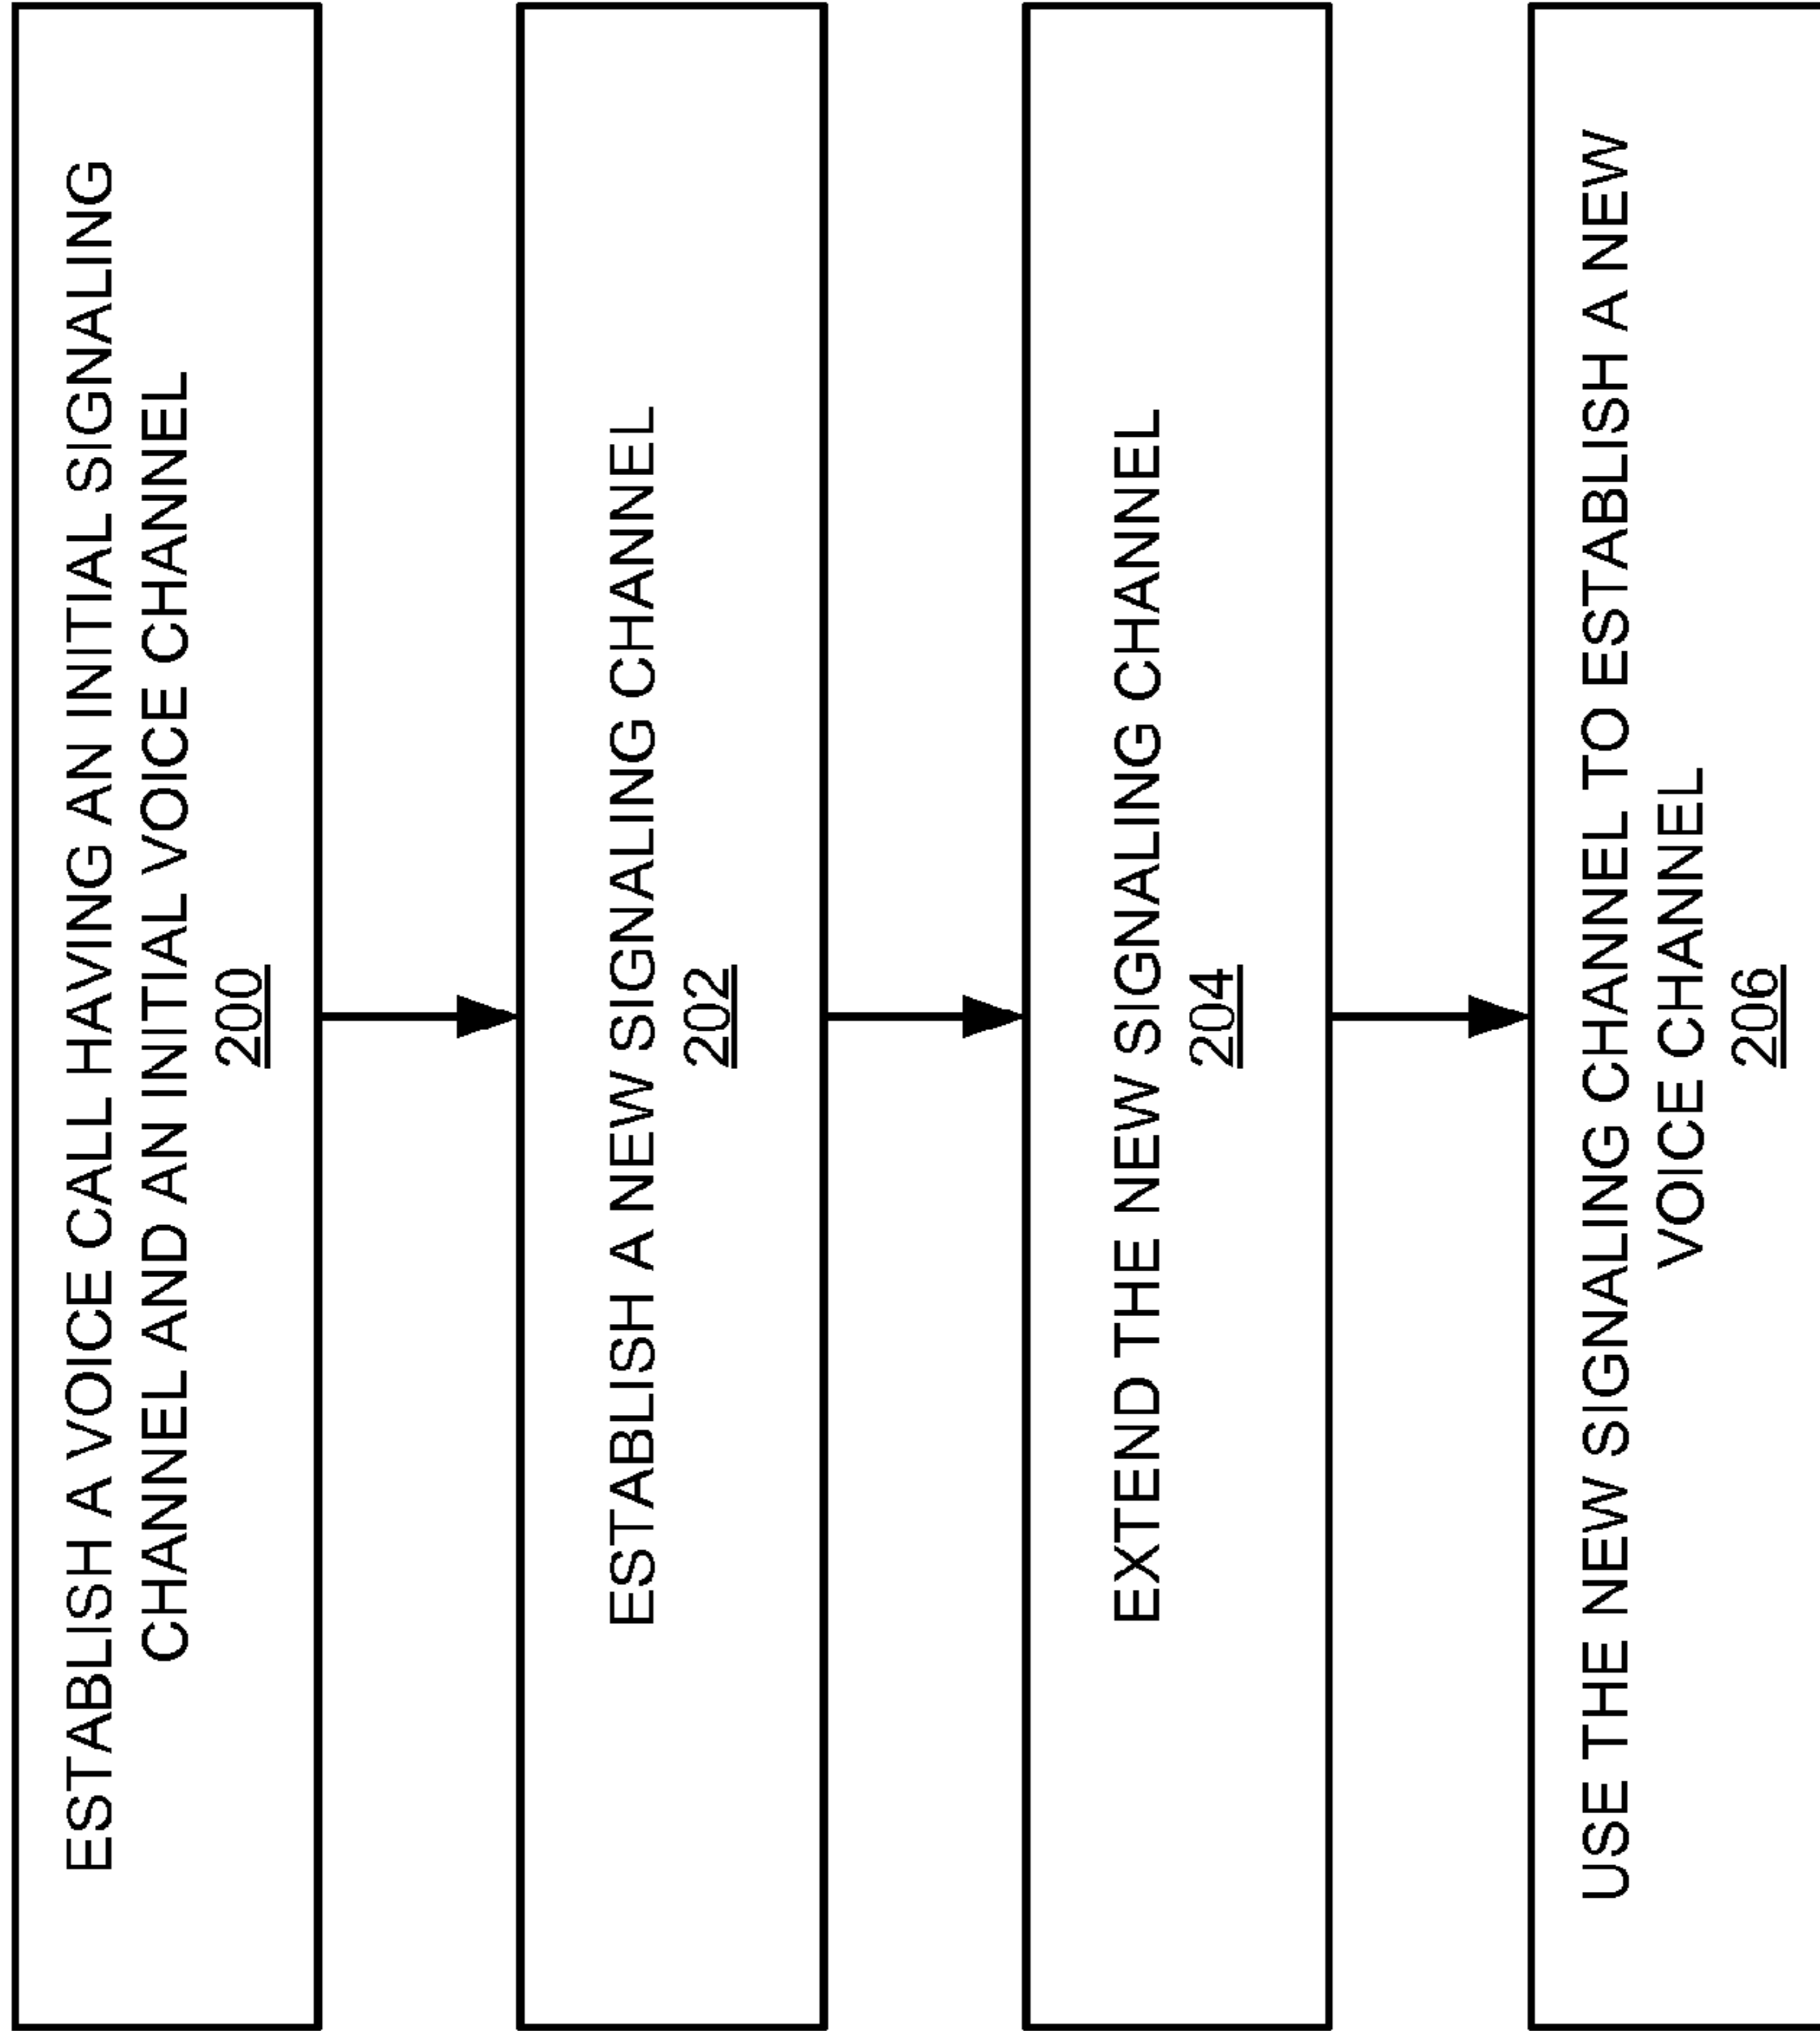 ESTABLISH A VOICE CALL HAVING AN INITIAL SIGNALING
CHANNEL AND AN INITIAL VOICE CHANNEL
200
ESTABLISH A NEW SIGNALING CHANNEL
202
EXTEND THE NEW SIGNALING CHANNEL
204
USE THE NEW SIGNALING CHANNEL TO ESTABLISH A NEW
VOICE CHANNEL
206